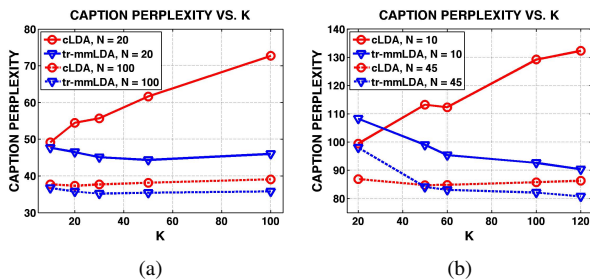 CAPTION PERPLEXITY VS. K
cLDA, N = 20
tr-mmLDA, N = 20
cLDA, N = 100
tr-mmLDA, N = 100
80
70
60
50
40
30
CAPTION PERPLEXITY
20 40 60 80 100
K
(a)
CAPTION PERPLEXITY VS. K
cLDA, N = 10
tr-mmLDA, N = 10
cLDA, N = 45
tr-mmLDA, N = 45
140
130
120
110
100
90
80
CAPTION PERPLEXITY
20 40 60 80 100 120
K
(b)